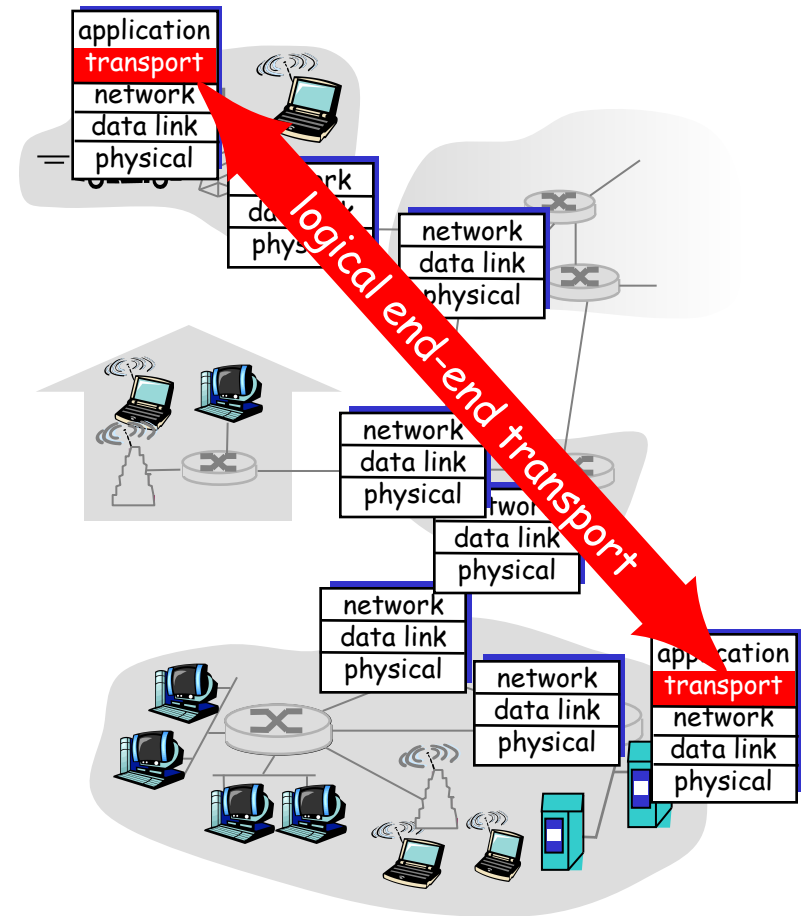 application
transport
network
data link
physical
physical
network
data link
physical
logical end-end transport
network
data link
physical
data link
physical
network
data link
physical
network
data link
physical
transport
network
data link
physical